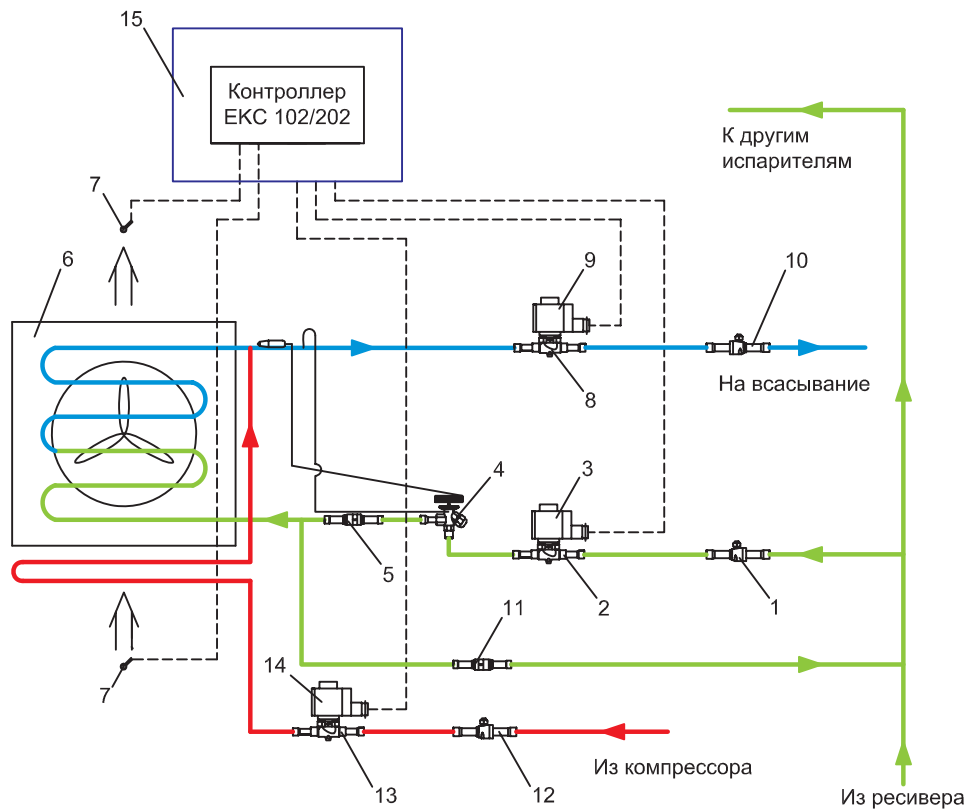 15
Контроллер
EKC 102/202
К другим
испарителям
7
6
9
10
8
На всасывание
4
3
5
2
1
11
7
14
13
12
Из компрессора
Из ресивера